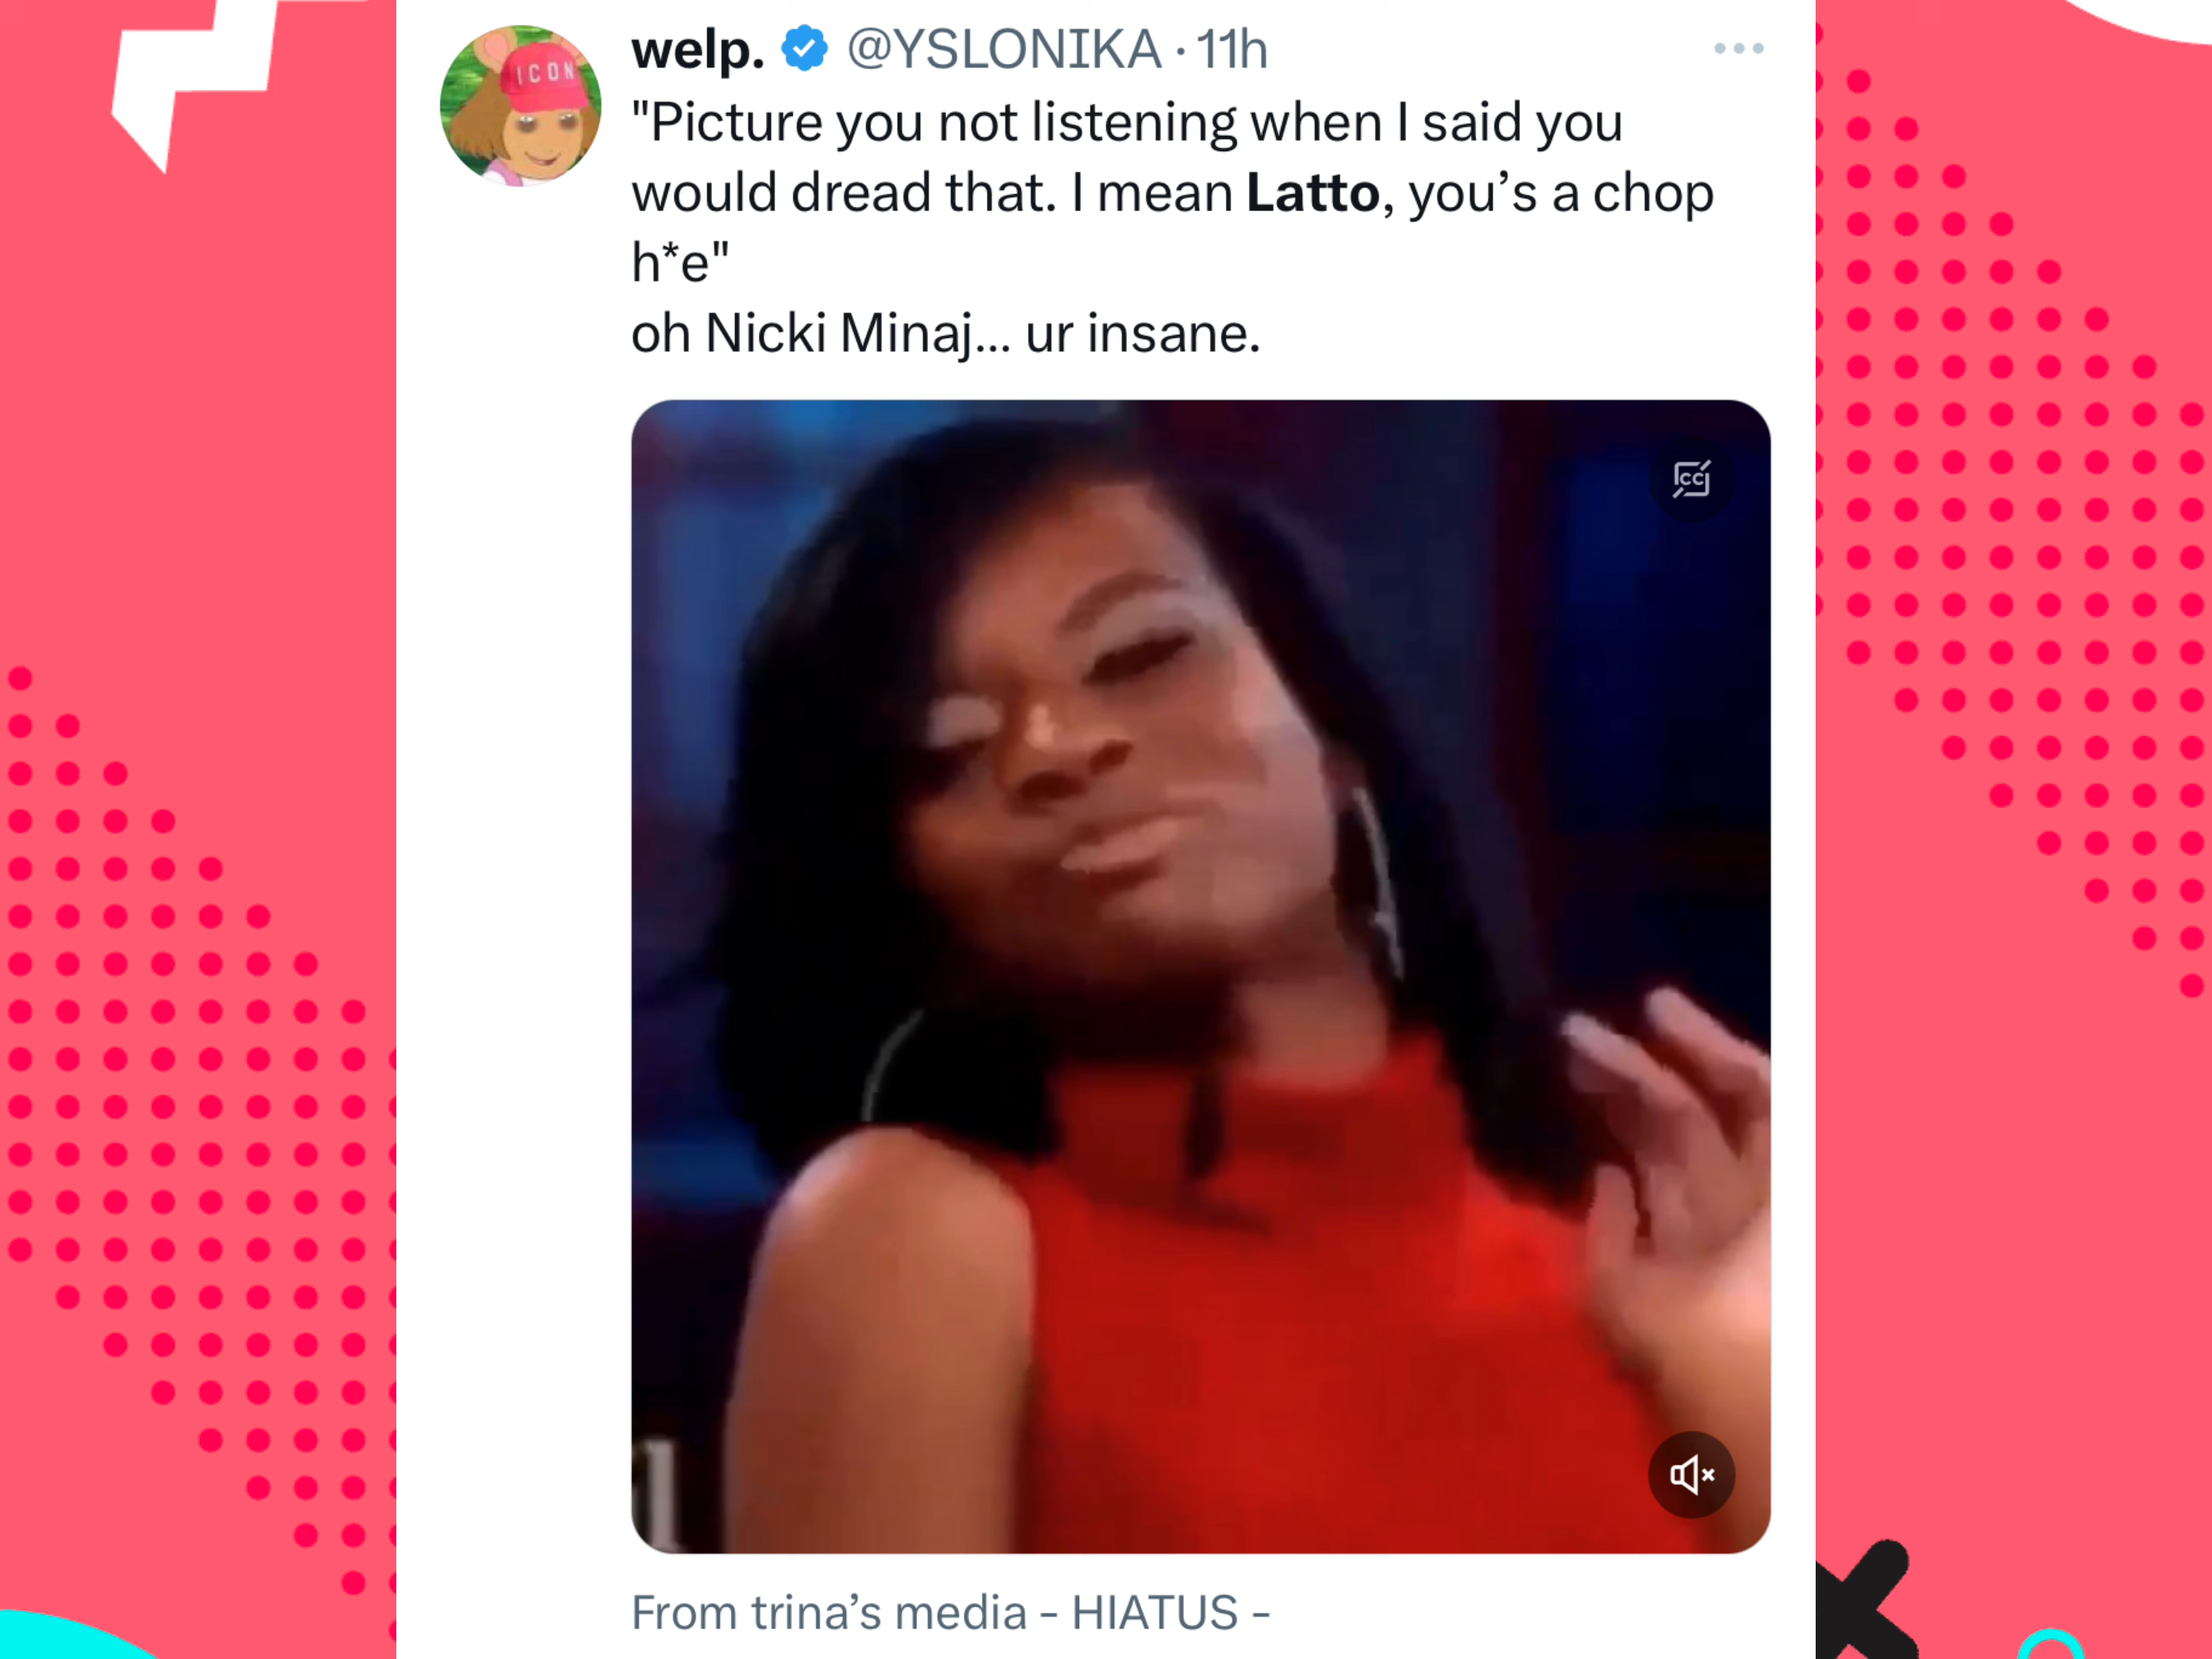 welp. @YSLONIKA · 11h
ICON
"Picture you not listening when I said you
would dread that. I mean Latto, you’s a chop
h*e"
oh Nicki Minaj... ur insane.
CC
From trina’s media - HIATUS -